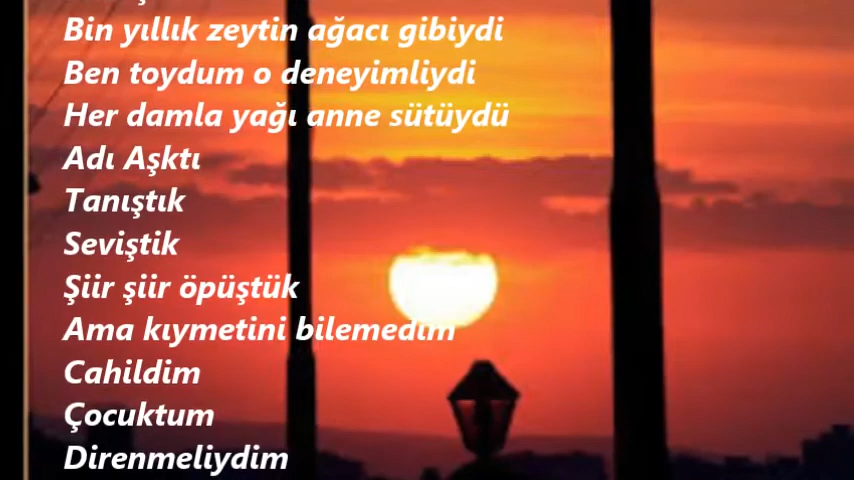 Bin yıllık zeytin ağacı gibiydi
Ben toydum o deneyimliydi
Her damla yağı anne sütüydü
Adı Aşktı
Tanıştık
Seviştik
Şiir şiir öpüştük
Ama kıymetini bilemedim
Cahildim
Çocuktum
Direnmeliydim